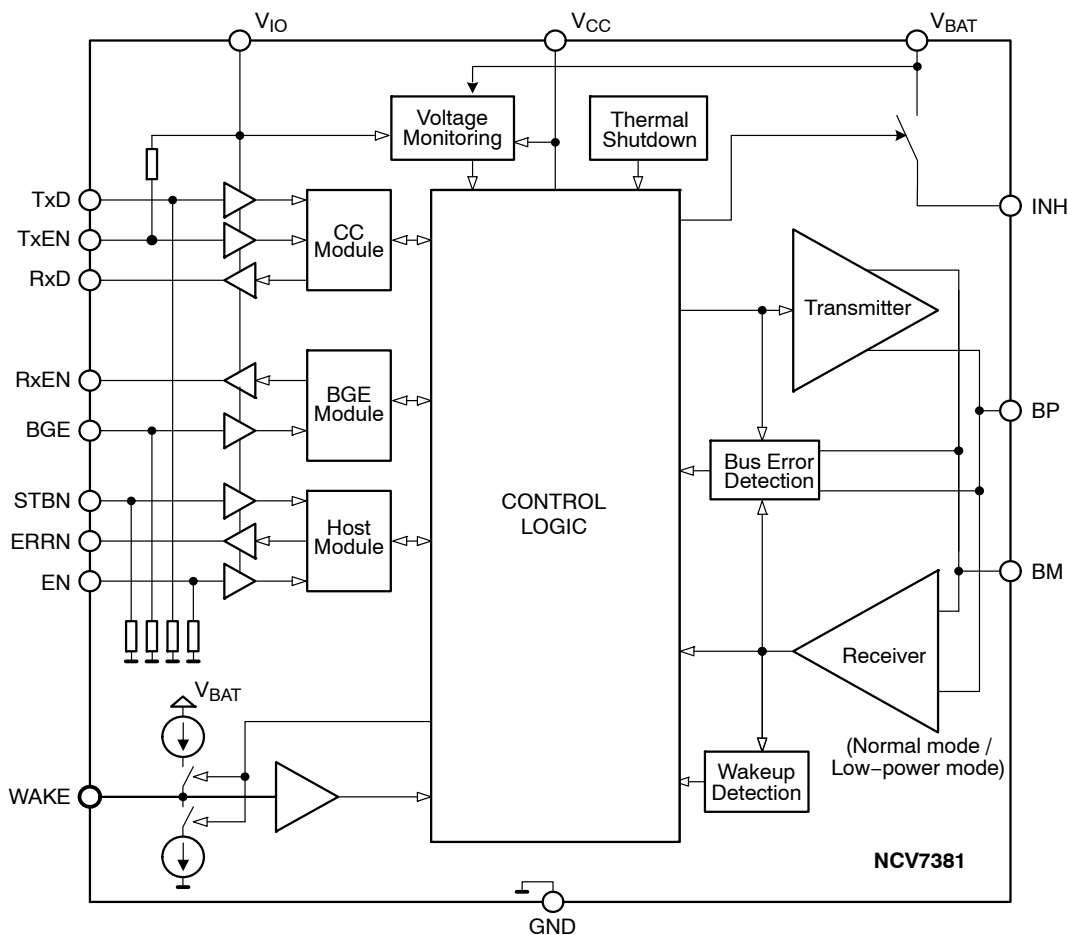 V_IO
V_CC
V_BAT
Voltage
Monitoring
Thermal
Shutdown
TxD
TxEN
RxD
CC
Module
INH
Transmitter
RxEN
BGE
BGE
Module
BP
Bus Error
Detection
STBN
ERRN
EN
Host
Module
CONTROL
LOGIC
BM
Receiver
(Normal mode /
Low−power mode)
V_BAT
WAKE
Wakeup
Detection
NCV7381
GND